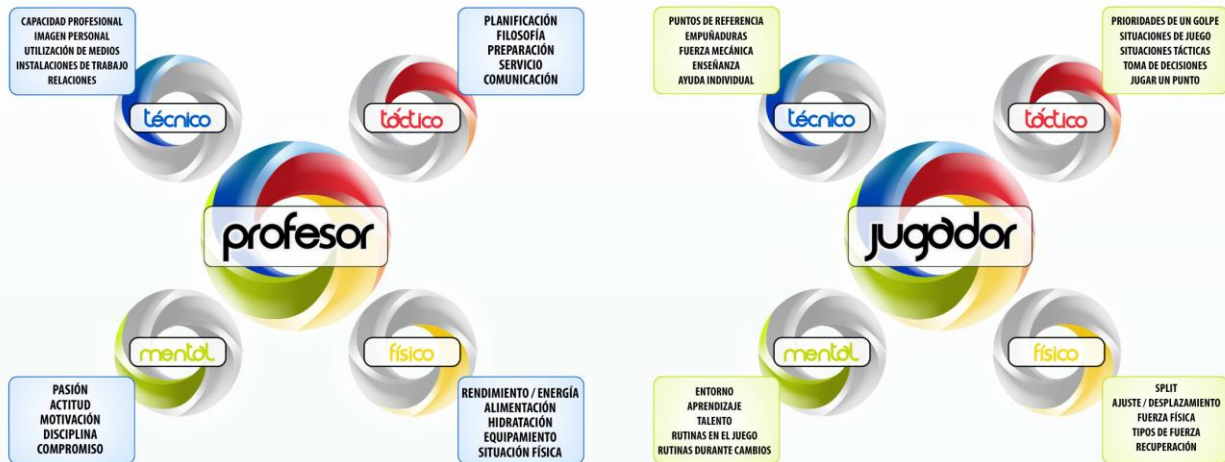 CAPACIDAD PROFESIONAL
IMAGEN PERSONAL
UTILIZACIÓN DE MEDIOS
INSTALACIONES DE TRABAJO
RELACIONES
técnico
PLANIFICACIÓN
FILOSOFÍA
PREPARACIÓN
SERVICIO
COMUNICACIÓN
táctico
profesor
mental
PASIÓN
ACTITUD
MOTIVACIÓN
DISCIPLINA
COMPROMISO
físico
RENDIMIENTO / ENERGÍA
ALIMENTACIÓN
HIDRATACIÓN
EQUIPAMIENTO
SITUACIÓN FÍSICA
PUNTOS DE REFERENCIA
EMPUÑADURAS
FUERZA MECÁNICA
ENSEÑANZA
AYUDA INDIVIDUAL
técnico
PRIORIDADES DE UN GOLPE
SITUACIONES DE JUEGO
SITUACIONES TÁCTICAS
TOMA DE DECISIONES
JUGAR UN PUNTO
táctico
jugador
mental
ENTORNO
APRENDIZAJE
TALENTO
RUTINAS EN EL JUEGO
RUTINAS DURANTE CAMBIOS
físico
SPLIT
AJUSTE / DESPLAZAMIENTO
FUERZA FÍSICA
TIPOS DE FUERZA
RECUPERACIÓN